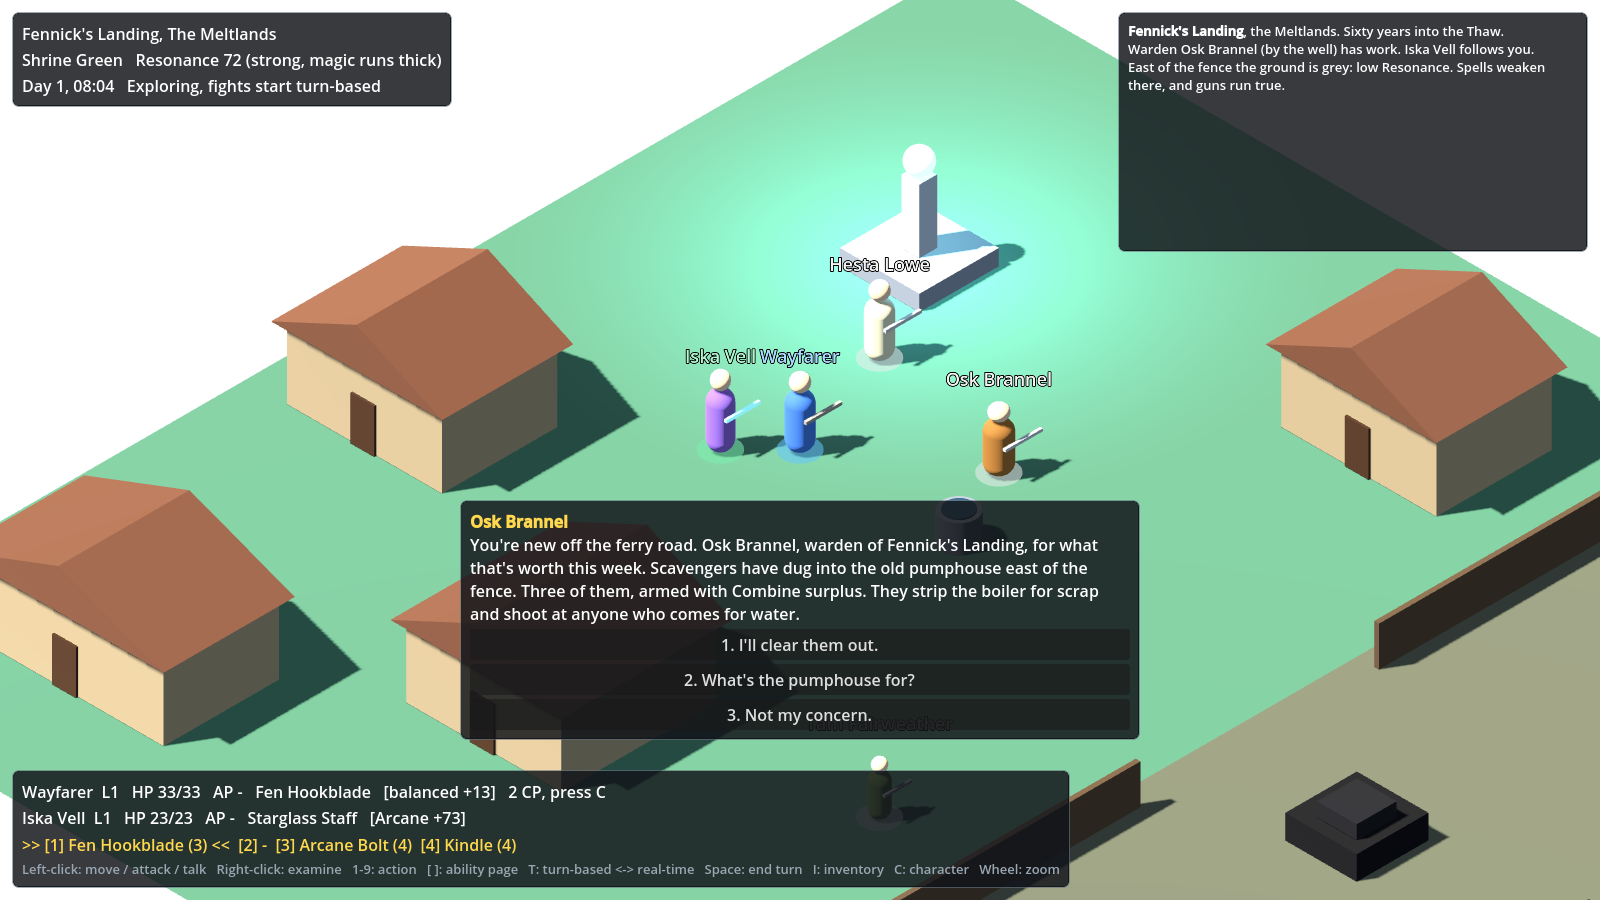 Fennick's Landing, The Meltlands
Shrine Green   Resonance 72 (strong, magic runs thick)
Day 1, 08:04   Exploring, fights start turn-based
Fennick's Landing, the Meltlands. Sixty years into the Thaw.
Warden Osk Brannel (by the well) has work. Iska Vell follows you.
East of the fence the ground is grey: low Resonance. Spells weaken
there, and guns run true.
Hesta Lowe
Iska Vell Wayfarer
Osk Brannel
Osk Brannel
You're new off the ferry road. Osk Brannel, warden of Fennick's Landing, for what
that's worth this week. Scavengers have dug into the old pumphouse east of the
fence. Three of them, armed with Combine surplus. They strip the boiler for scrap
and shoot at anyone who comes for water.
1. I'll clear them out.
2. What's the pumphouse for?
3. Not my concern.
Wayfarer  L1   HP 33/33   AP -   Fen Hookblade   [balanced +13]   2 CP, press C
Iska Vell  L1   HP 23/23   AP -   Starglass Staff   [Arcane +73]
>> [1] Fen Hookblade (3) <<  [2] -  [3] Arcane Bolt (4)  [4] Kindle (4)
Left-click: move / attack / talk   Right-click: examine   1-9: action   [ ]: ability page   T: turn-based <-> real-time   Space: end turn   I: inventory   C: character   Wheel: zoom